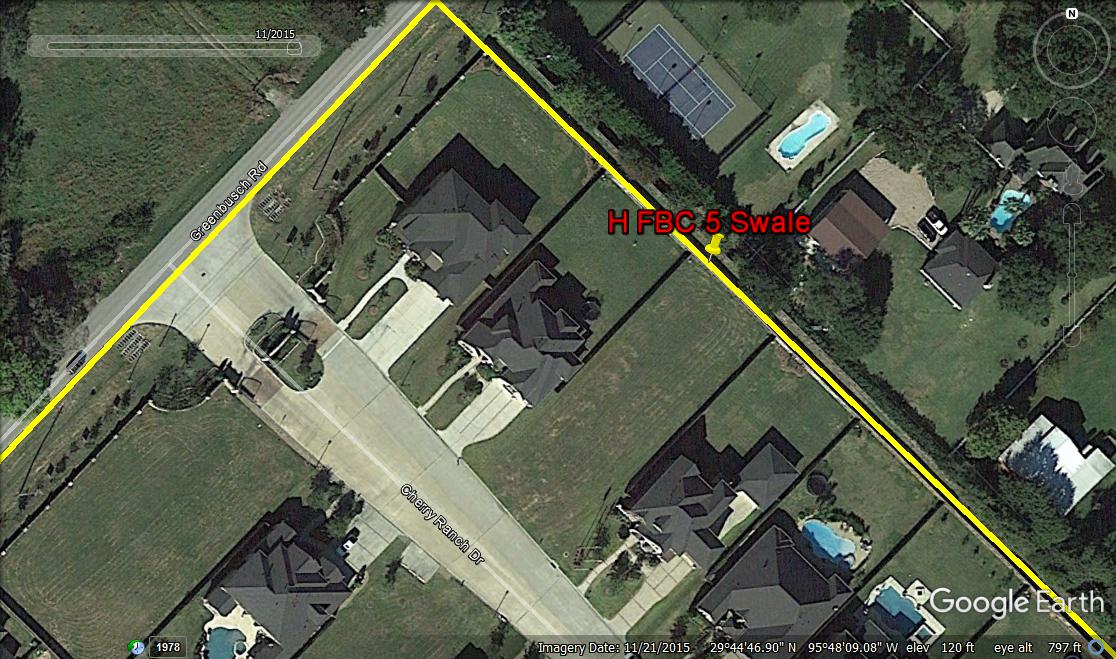 11/2015
N
Greenbusch Rd
H FBC 5 Swale
Cherry Ranch Dr
Google Earth
1978
Imagery Date: 11/21/2015 29°44'46.90" N 95°48'09.08" W elev 120 ft eye alt 797 ft